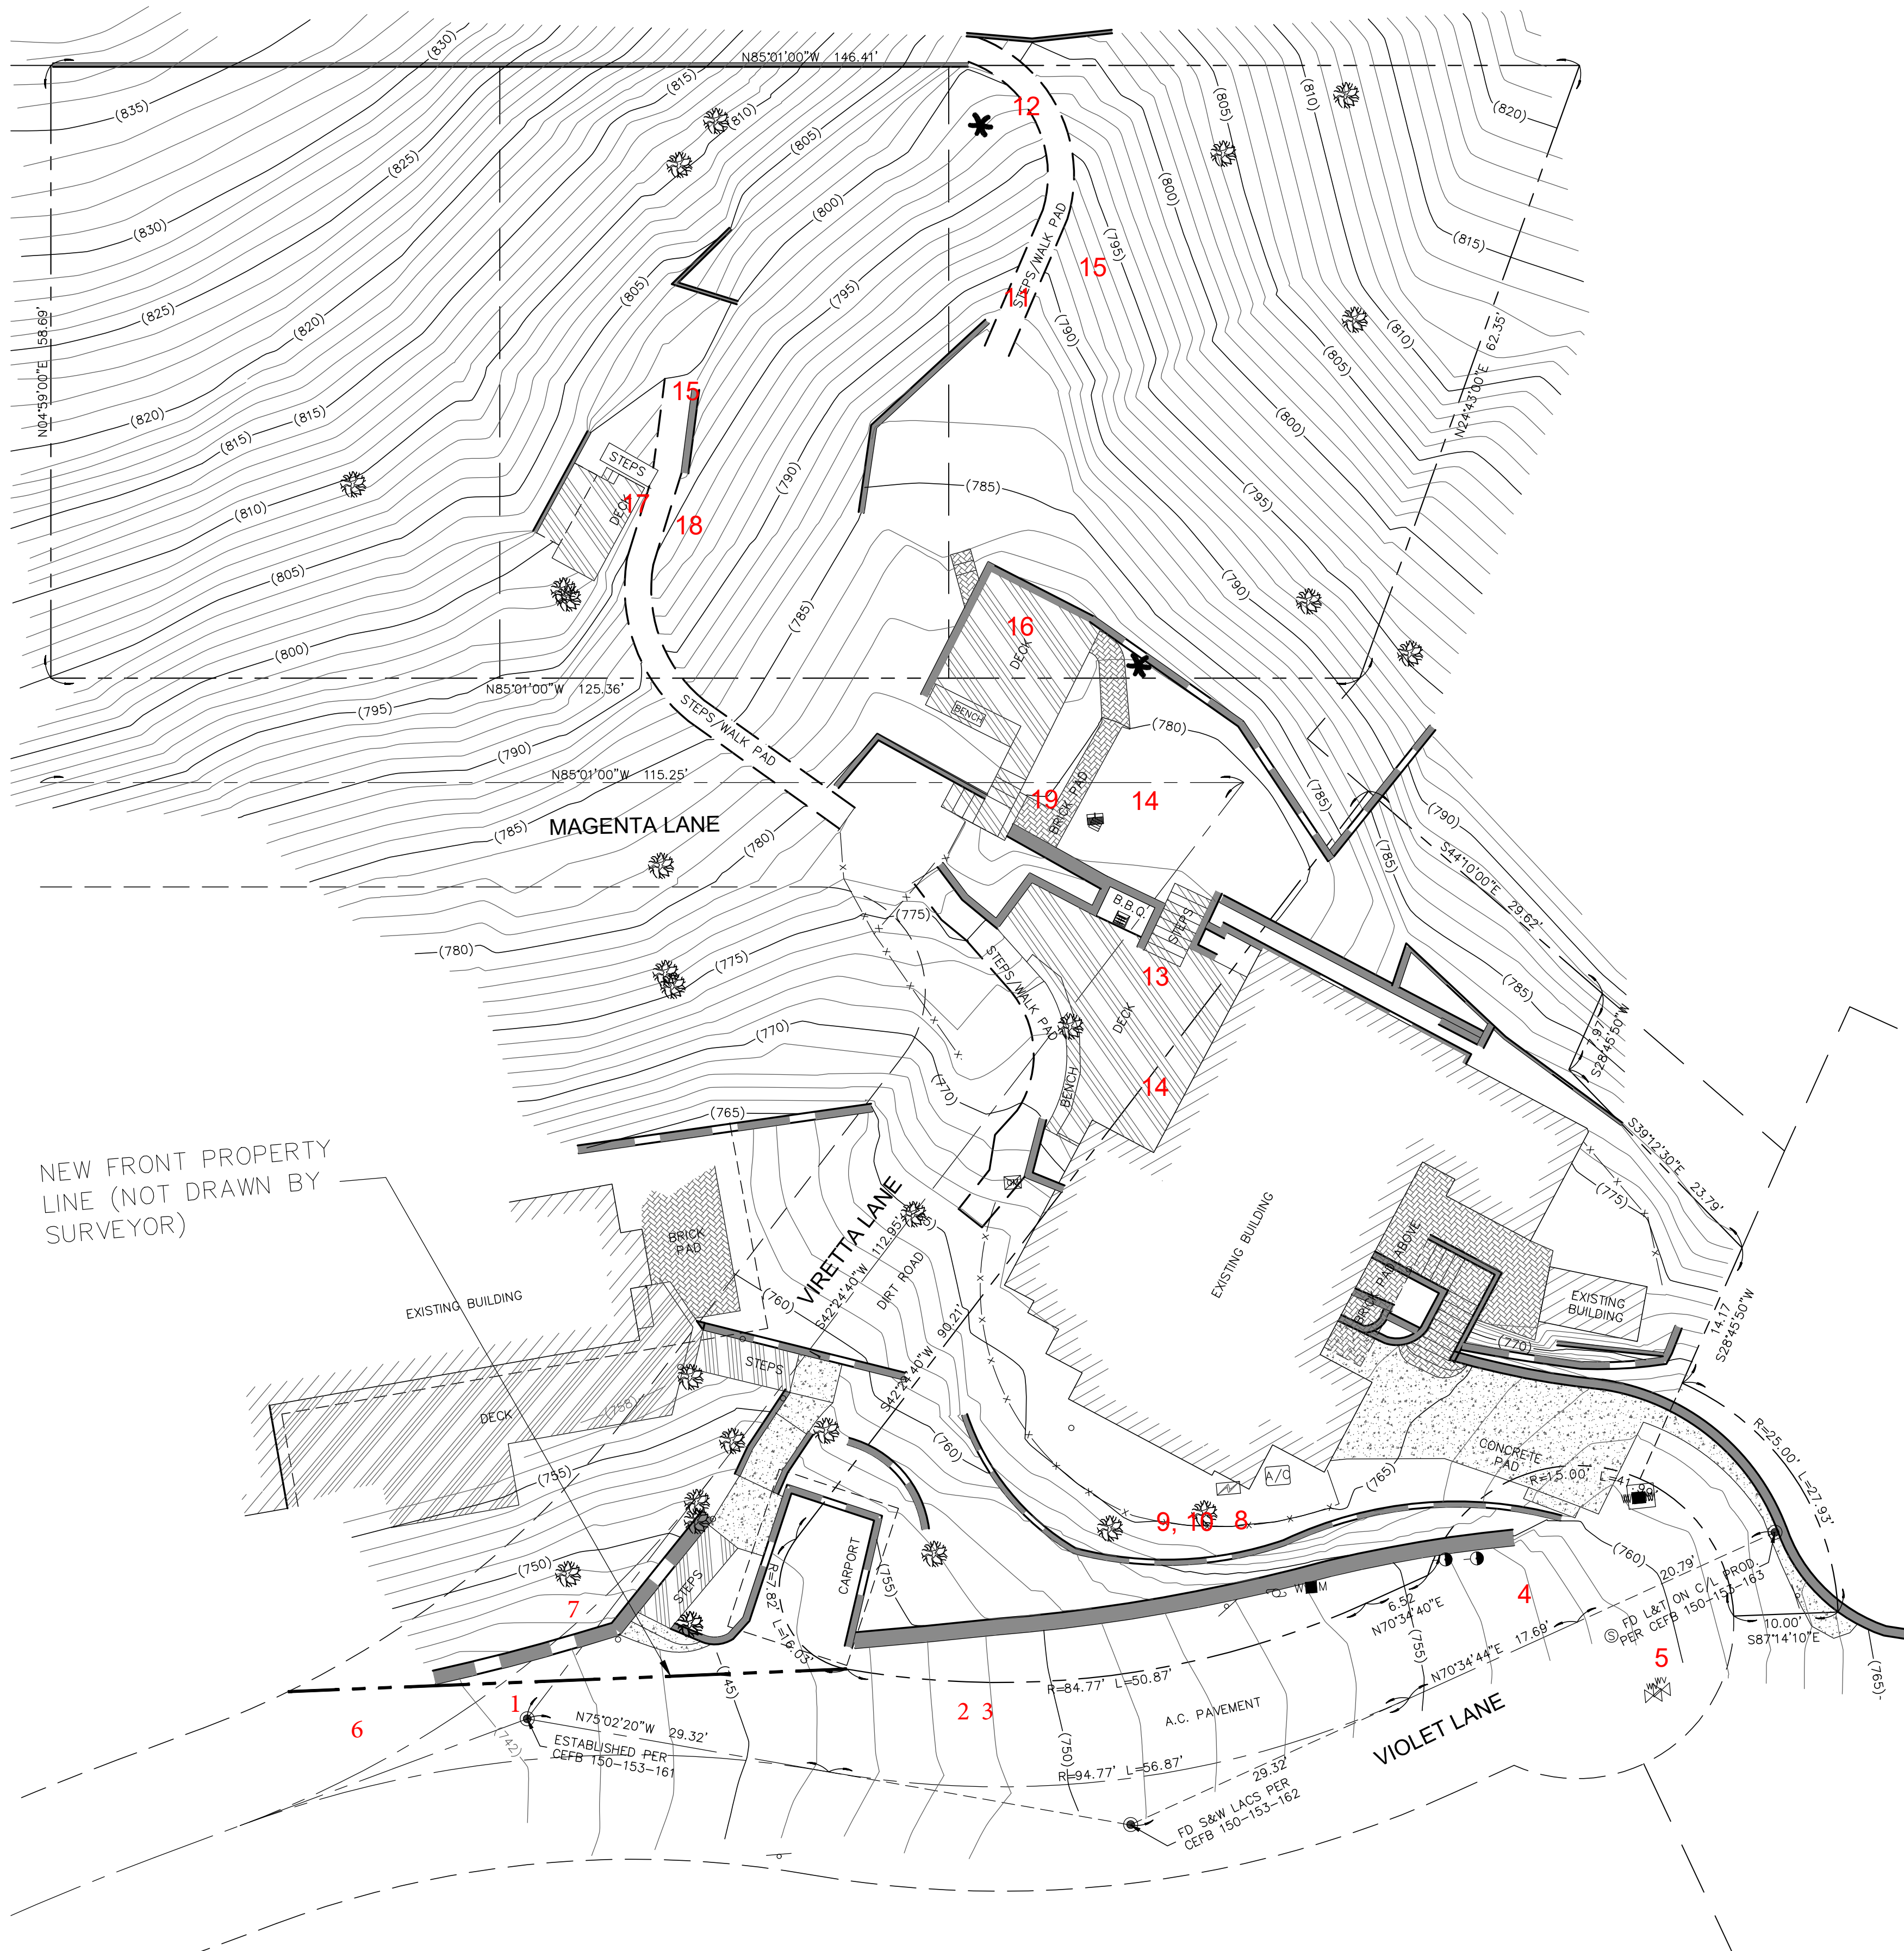 (830)
N85°01'00"W 146.41'
(835)
(815)
(810)
(805)
(805)
(810)
(820)
12
(825)
(800)
(800)
(830)
STEPS/WALK PAD
(795)
(815)
15
(825)
(820)
(805)
(795)
11
(790)
(810)
(805)
N24°43'00"E 62.35'
N04°59'00"E 58.69'
15
(820)
(815)
(815)
(800)
STEPS
(790)
(785)
(795)
17
DECK
18
(810)
(805)
(785)
(790)
16
DECK
(800)
N85°01'00"W 125.36'
(795)
STEPS/WALK PAD
BENCH
(780)
(790)
N85°01'00"W 115.25'
19
BRICK PAD
14
(785)
(790)
MAGENTA LANE
(785)
(780)
(785)
S44°10'00"E 29.62'
B.B.Q.
(775)
STEPS
(780)
(775)
STEPS/WALK PAD
13
(785)
DECK
(770)
7.97
S28°45'50"W
BENCH
14
(770)
(765)
S39°12'30"E 23.79'
NEW FRONT PROPERTY
LINE (NOT DRAWN BY
SURVEYOR)
(775)
VIRETTA LANE
BRICK
PAD
S42°24'40"W 112.95'
DIRT ROAD
EXISTING BUILDING
BRICK PAD ABOVE
EXISTING BUILDING
(760)
EXISTING
BUILDING
14.17
S28°45'50"W
90.21'
S42°24'40"W
(770)
STEPS
DECK
(755)
(760)
R=25.00' L=27.93'
CONCRETE
PAD
(755)
(765)
A/C
R=15.00' L=41.
9, 10
8
(750)
STEPS
CARPORT
(755)
(760)
W M
20.79'
7
R=7.82'
L=16.03'
6.52
N70°34'40"E
4
FD L&T ON C/L PROD.
PER CEFB 150-153-163
S
10.00'
S87°14'10"E
(755)
N70°34'44"E 17.69'
5
(765)
1
2 3
R=84.77' L=50.87'
6
A.C. PAVEMENT
N75°02'20"W 29.32'
(742)
ESTABLISHED PER
CEFB 150-153-161
(750)
VIOLET LANE
R=94.77' L=56.87'
29.32'
FD S&W LACS PER
CEFB 150-153-162